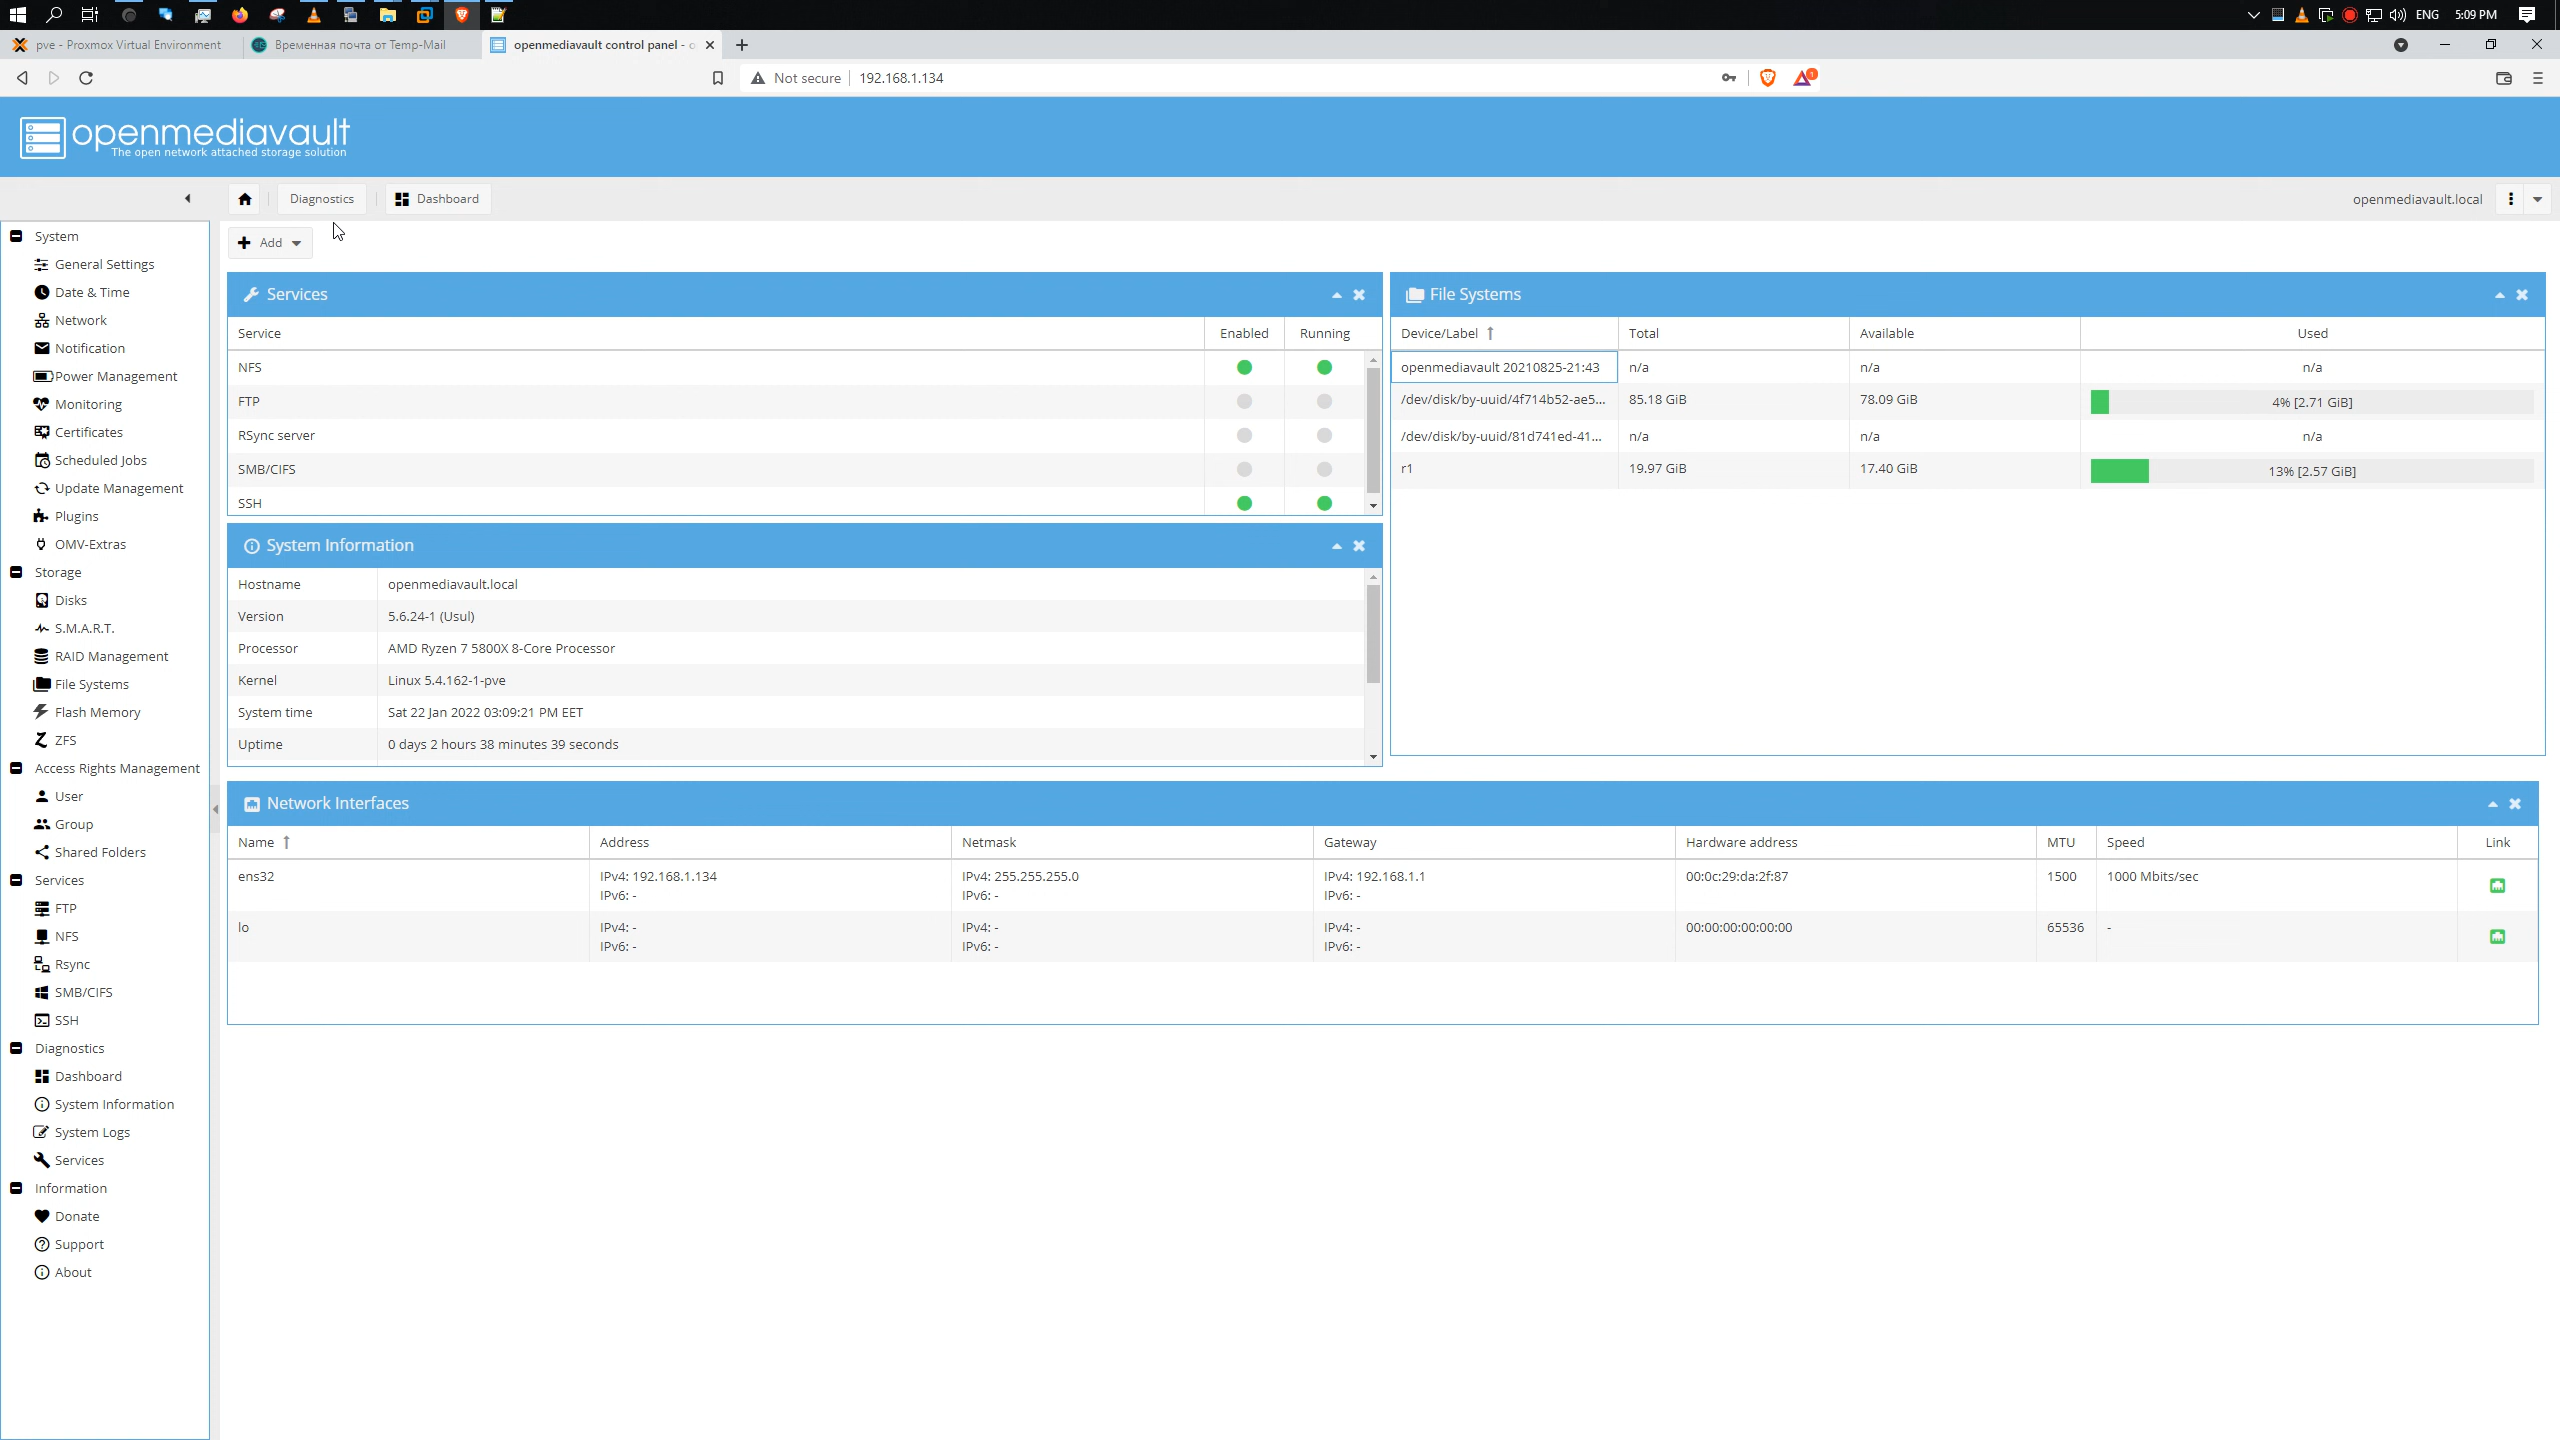 ENG 5:09 PM
pve - Proxmox Virtual Environment
Временная почта от Temp-Mail
openmediavault control panel - o
Not secure 192.168.1.134
1
openmediavault
The open network attached storage solution
Diagnostics Dashboard openmediavault.local
System
General Settings
Date & Time
Network
Notification
Power Management
Monitoring
Certificates
Scheduled Jobs
Update Management
Plugins
OMV-Extras
Storage
Disks
S.M.A.R.T.
RAID Management
File Systems
Flash Memory
ZFS
Access Rights Management
User
Group
Shared Folders
Services
FTP
NFS
Rsync
SMB/CIFS
SSH
Diagnostics
Dashboard
System Information
System Logs
Services
Information
Donate
Support
About
Add
Services
Service Enabled Running
NFS
FTP
RSync server
SMB/CIFS
SSH
File Systems
Device/Label Total Available Used
openmediavault 20210825-21:43 n/a n/a n/a
/dev/disk/by-uuid/4f714b52-ae5... 85.18 GiB 78.09 GiB 4% [2.71 GiB]
/dev/disk/by-uuid/81d741ed-41... n/a n/a n/a
r1 19.97 GiB 17.40 GiB 13% [2.57 GiB]
System Information
Hostname openmediavault.local
Version 5.6.24-1 (Usul)
Processor AMD Ryzen 7 5800X 8-Core Processor
Kernel Linux 5.4.162-1-pve
System time Sat 22 Jan 2022 03:09:21 PM EET
Uptime 0 days 2 hours 38 minutes 39 seconds
Network Interfaces
Name Address Netmask Gateway Hardware address MTU Speed Link
ens32 IPv4: 192.168.1.134 IPv4: 255.255.255.0 IPv4: 192.168.1.1 00:0c:29:da:2f:87 1500 1000 Mbits/sec
IPv6: - IPv6: - IPv6: -
lo IPv4: - IPv4: - IPv4: - 00:00:00:00:00:00 65536 -
IPv6: - IPv6: - IPv6: -